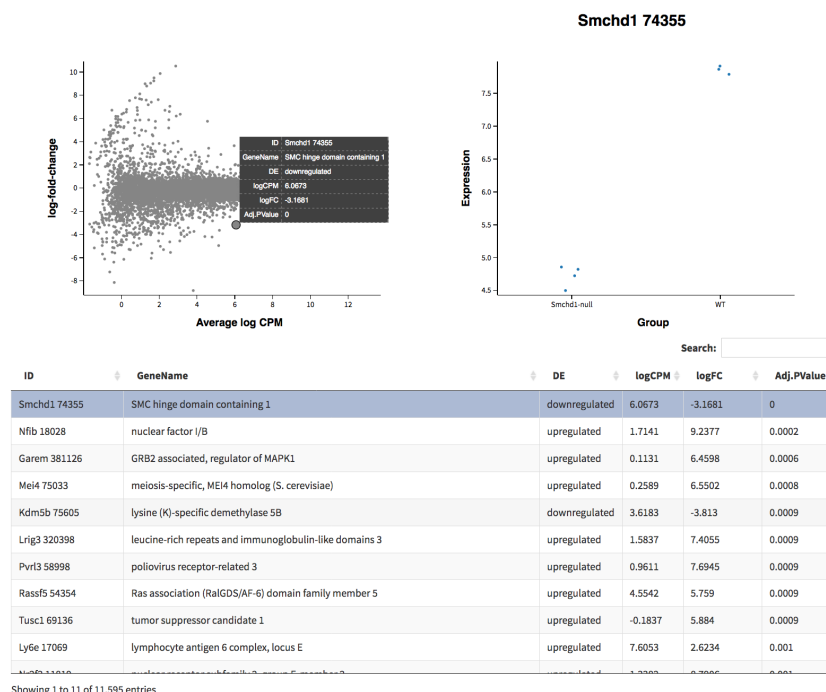 Smchd1 74355
10
8
6
4
2
0
-2
-4
-6
-8
log-fold-change
0 2 4 6 8 10 12
Average log CPM
ID Smchd1 74355
GeneName SMC hinge domain containing 1
DE downregulated
logCPM 6.0673
logFC -3.1681
Adj.PValue 0
7.5
7.0
6.5
6.0
5.5
5.0
4.5
Expression
Smchd1-null WT
Group
Search:
ID GeneName DE logCPM logFC Adj.PValue
Smchd1 74355 SMC hinge domain containing 1 downregulated 6.0673 -3.1681 0
Nfib 18028 nuclear factor I/B upregulated 1.7141 9.2377 0.0002
Garem 381126 GRB2 associated, regulator of MAPK1 upregulated 0.1131 6.4598 0.0006
Mei4 75033 meiosis-specific, MEI4 homolog (S. cerevisiae) upregulated 0.2589 6.5502 0.0008
Kdm5b 75605 lysine (K)-specific demethylase 5B downregulated 3.6183 -3.813 0.0009
Lrig3 320398 leucine-rich repeats and immunoglobulin-like domains 3 upregulated 1.5837 7.4055 0.0009
Pvrl3 58998 poliovirus receptor-related 3 upregulated 0.9611 6.7945 0.0009
Rassf5 54354 Ras association (RalGDS/AF-6) domain family member 5 upregulated 4.5542 5.759 0.0009
Tusc1 69136 tumor suppressor candidate 1 upregulated -0.1837 5.884 0.0009
Ly6e 17069 lymphocyte antigen 6 complex, locus E upregulated 7.6053 2.6234 0.001
Showing 1 to 11 of 11,595 entries